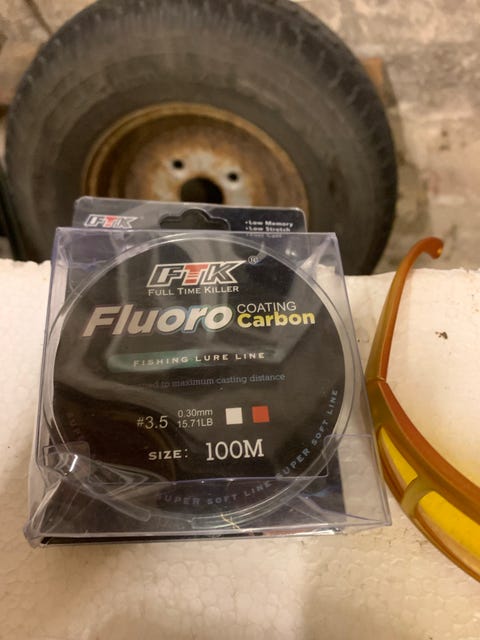 FTK
•Low Memory
•Low Stretch
FTK®
FULL TIME KILLER
Fluoro COATING
Carbon
FISHING LURE LINE
to maximum casting distance
#3.5 0.30mm
15.71LB
SIZE: 100M
SUPER SOFT LINE
SUPER SOFT LINE